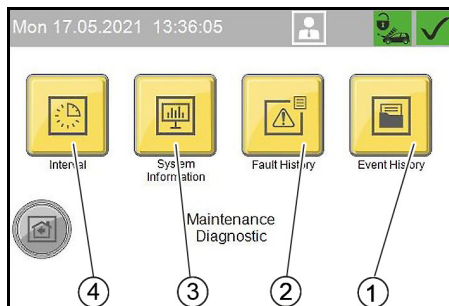 Mon 17.05.2021 13:36:05
Interval
System
Information
Fault History
Event History
Maintenance
Diagnostic
4
3
2
1